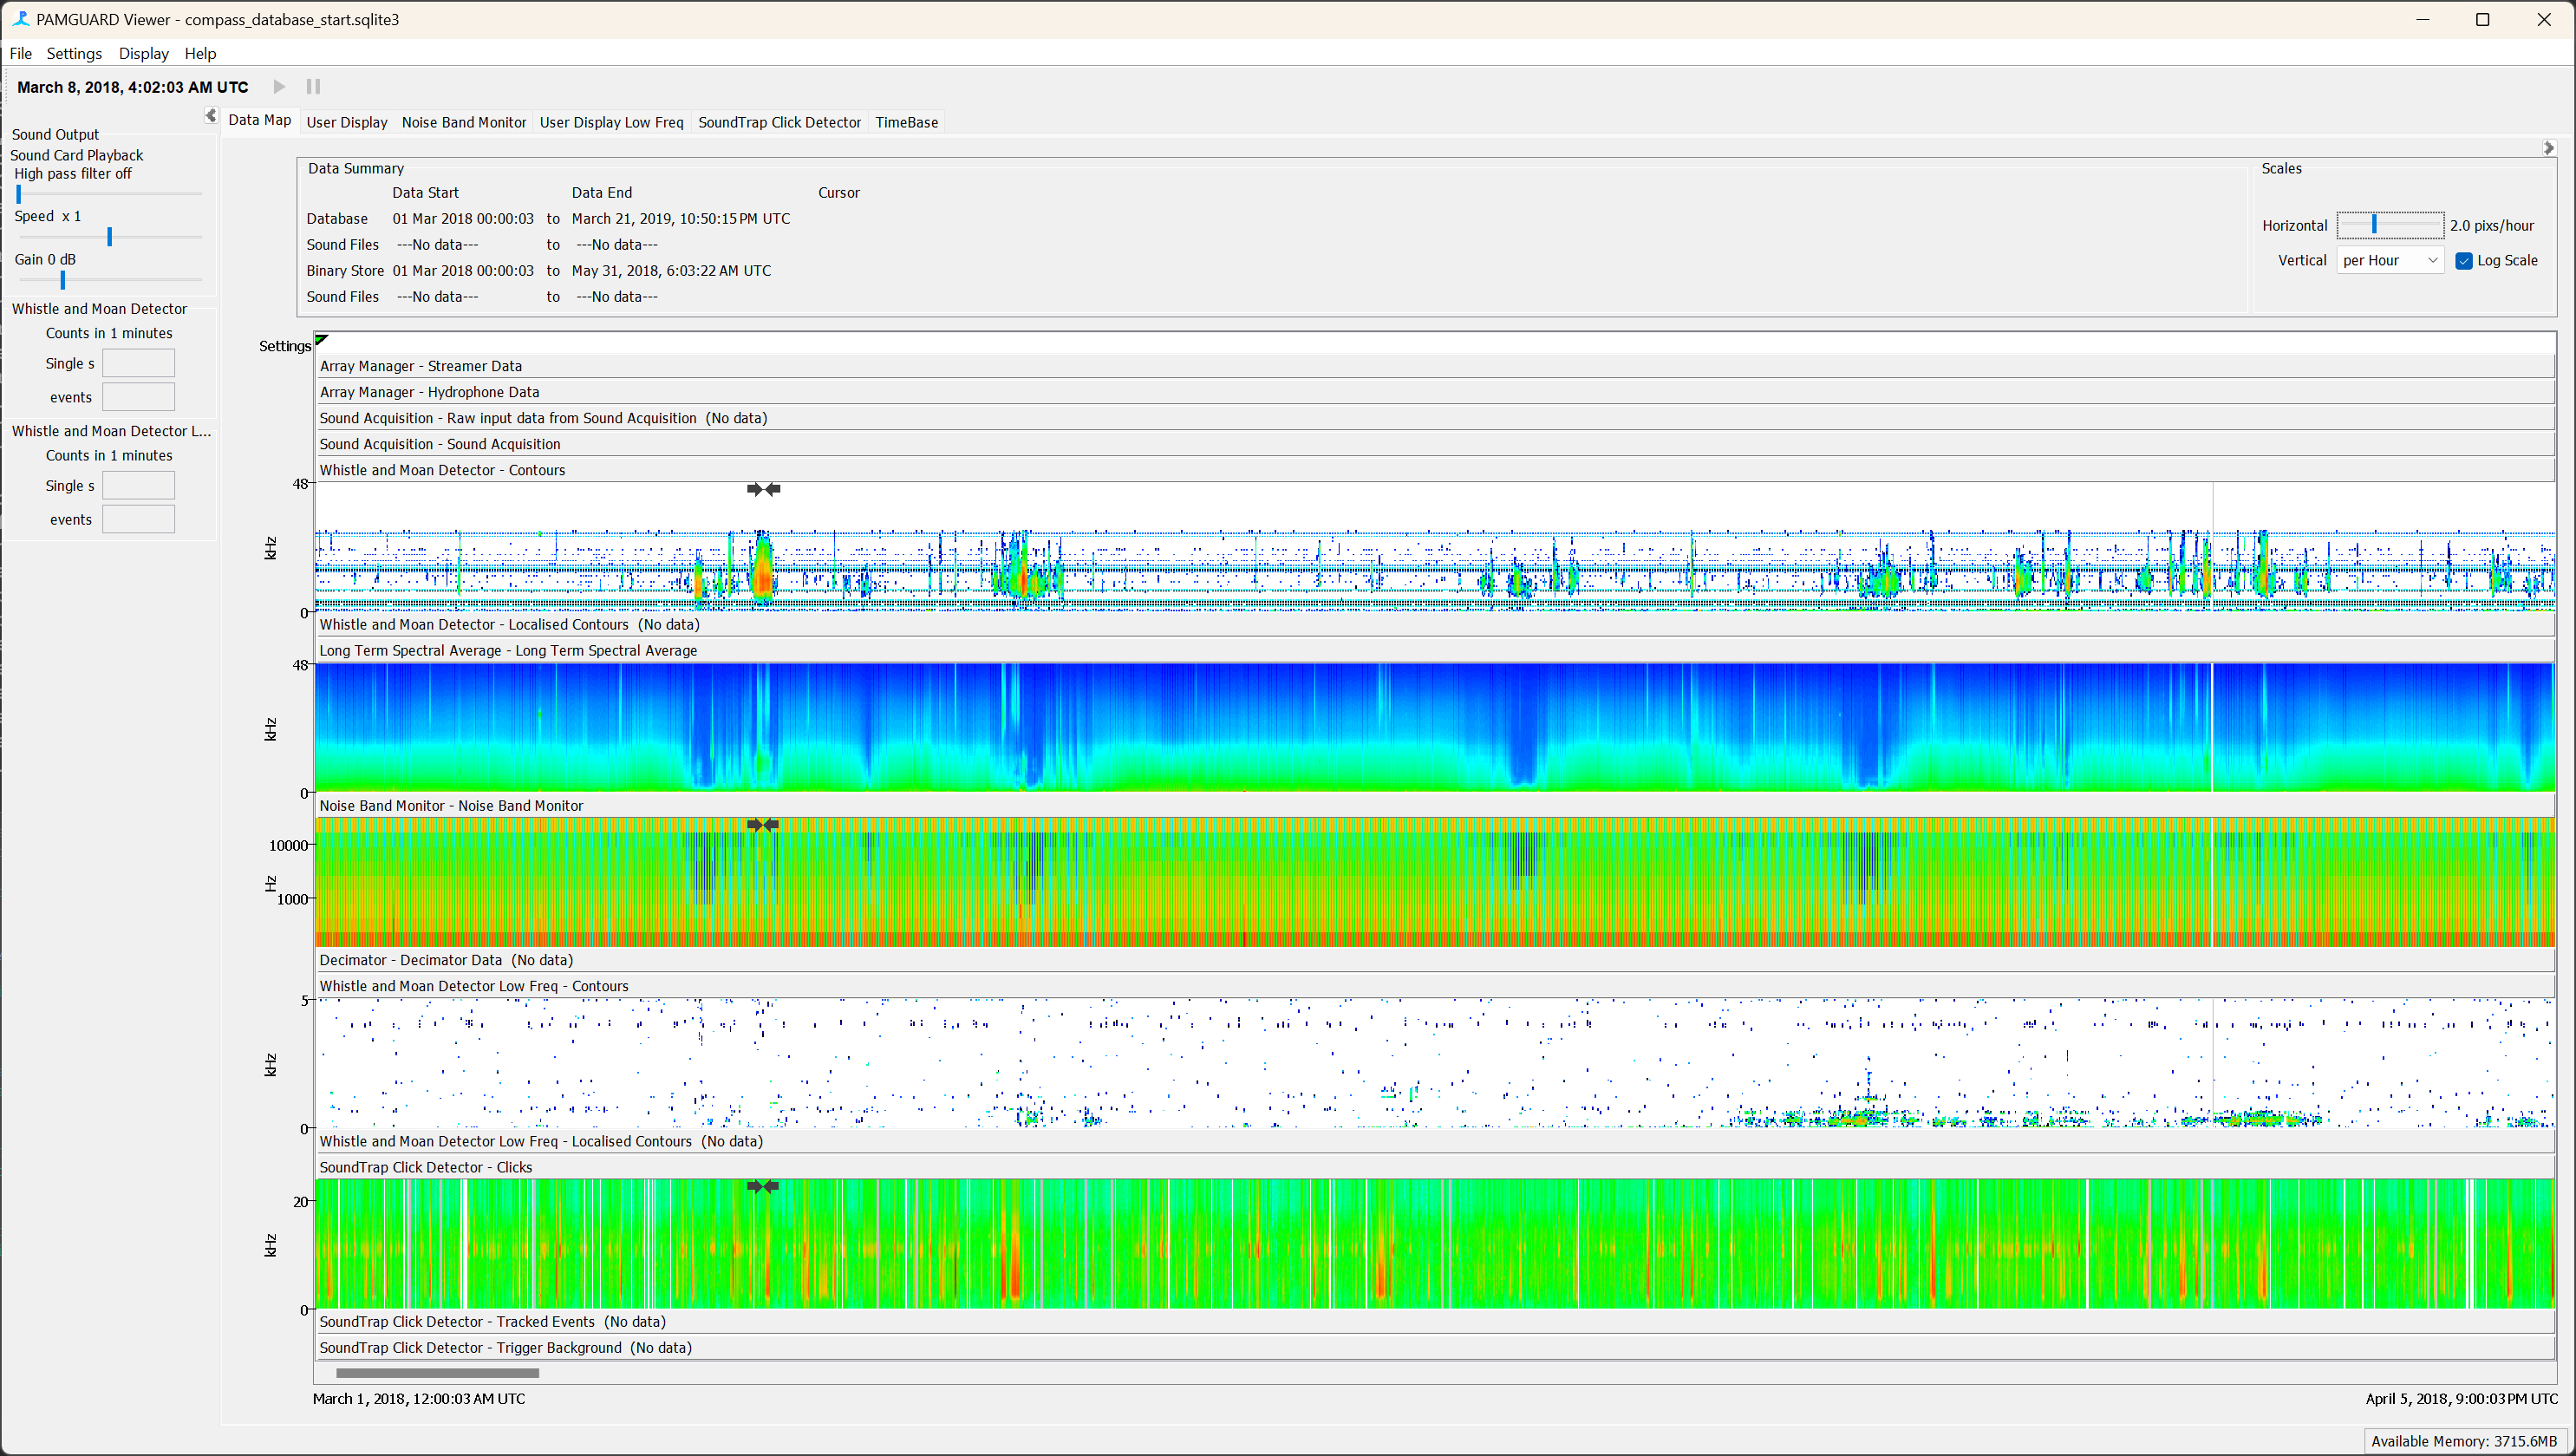 PAMGUARD Viewer - compass_database_start.sqlite3
File Settings Display Help
March 8, 2018, 4:02:03 AM UTC
Data Map User Display Noise Band Monitor User Display Low Freq SoundTrap Click Detector TimeBase
Sound Output
Sound Card Playback
High pass filter off
Speed x 1
Gain 0 dB
Whistle and Moan Detector
Counts in 1 minutes
Single s
events
Whistle and Moan Detector L...
Counts in 1 minutes
Single s
events
Data Summary
Data Start Data End Cursor
Database 01 Mar 2018 00:00:03 to March 21, 2019, 10:50:15 PM UTC
Sound Files ---No data--- to ---No data---
Binary Store 01 Mar 2018 00:00:03 to May 31, 2018, 6:03:22 AM UTC
Sound Files ---No data--- to ---No data---
Scales
Horizontal 2.0 pixs/hour
Vertical per Hour Log Scale
Settings
Array Manager - Streamer Data
Array Manager - Hydrophone Data
Sound Acquisition - Raw input data from Sound Acquisition (No data)
Sound Acquisition - Sound Acquisition
Whistle and Moan Detector - Contours
48
kHz
0
Whistle and Moan Detector - Localised Contours (No data)
Long Term Spectral Average - Long Term Spectral Average
48
kHz
0
Noise Band Monitor - Noise Band Monitor
10000
Hz
1000
Decimator - Decimator Data (No data)
Whistle and Moan Detector Low Freq - Contours
5
kHz
0
Whistle and Moan Detector Low Freq - Localised Contours (No data)
SoundTrap Click Detector - Clicks
20
kHz
0
SoundTrap Click Detector - Tracked Events (No data)
SoundTrap Click Detector - Trigger Background (No data)
March 1, 2018, 12:00:03 AM UTC April 5, 2018, 9:00:03 PM UTC
Available Memory: 3715.6MB